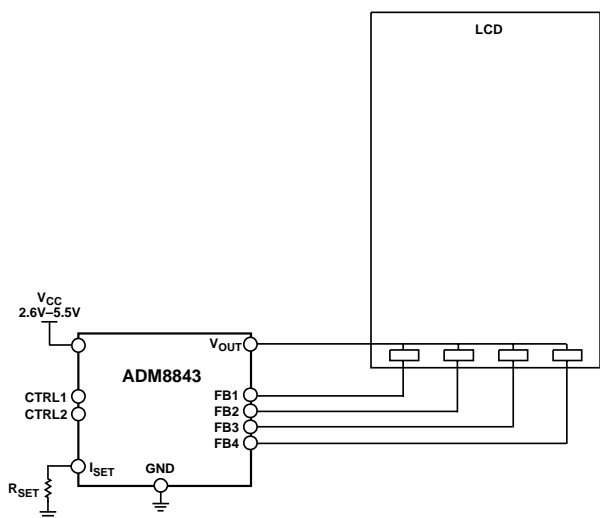 LCD
VCC
2.6V–5.5V
VOUT
ADM8843
CTRL1
CTRL2
FB1
FB2
FB3
FB4
ISET
GND
RSET